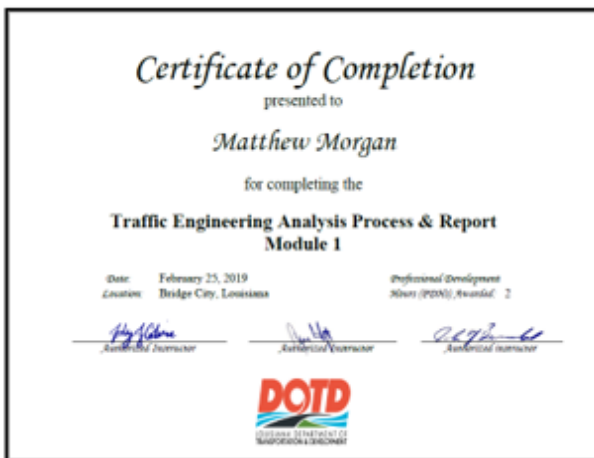 Certificate of Completion
presented to
Matthew Morgan
for completing the
Traffic Engineering Analysis Process & Report
Module 1
Date: February 25, 2019
Location: Bridge City, Louisiana
Professional Development
Hours (PDH) Awarded: 2
Authorized Instructor
Authorized Instructor
Authorized Instructor
DOTD
LOUISIANA DEPARTMENT OF
TRANSPORTATION & DEVELOPMENT